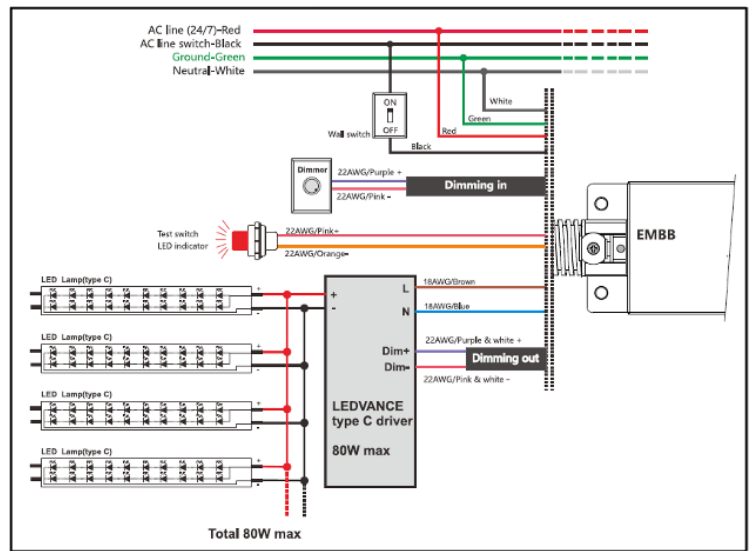 AC line (24/7)-Red
AC line switch-Black
Ground-Green
Neutral-White
White
ON
Green
OFF
Wall switch
Red
Black
Dimmer
22AWG/Purple +
Dimming in
22AWG/Pink -
EMBB
22AWG/Pink+
Test switch
LED indicator
22AWG/Orange-
LED Lamp(type C)
+
-
+
-
L
18AWG/Brown
N
18AWG/Blue
LED Lamp(type C)
+
-
Dim+
22AWG/Purple & white +
Dimming out
Dim-
22AWG/Pink & white -
LED Lamp(type C)
+
-
LEDVANCE
type C driver
80W max
LED Lamp(type C)
+
-
Total 80W max